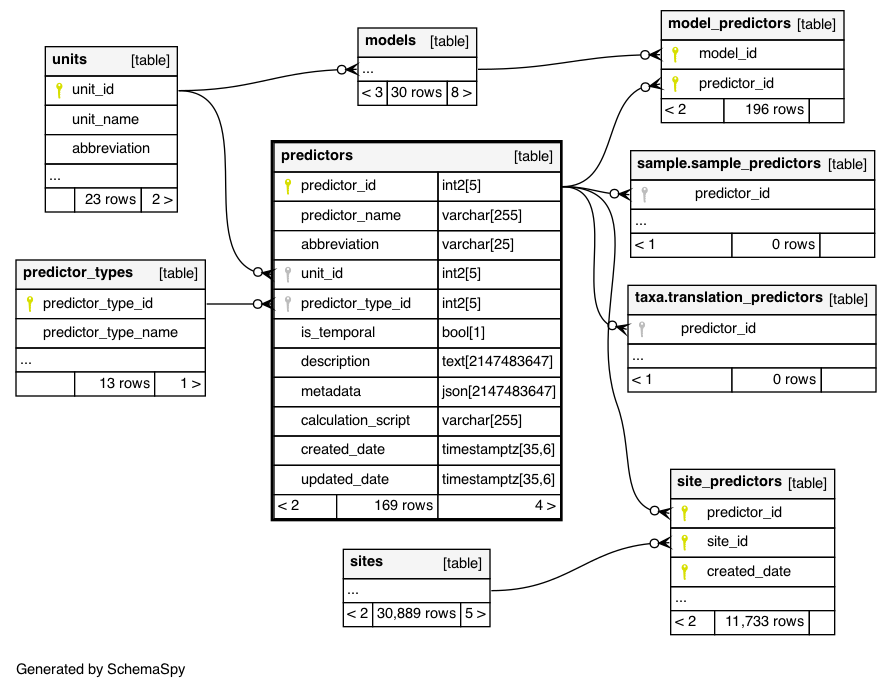 units [table]
unit_id
unit_name
abbreviation
...
23 rows 2 >
predictor_types [table]
predictor_type_id
predictor_type_name
...
13 rows 1 >
models [table]
...
< 3 30 rows 8 >
predictors [table]
predictor_id int2[5]
predictor_name varchar[255]
abbreviation varchar[25]
unit_id int2[5]
predictor_type_id int2[5]
is_temporal bool[1]
description text[2147483647]
metadata json[2147483647]
calculation_script varchar[255]
created_date timestamptz[35,6]
updated_date timestamptz[35,6]
< 2 169 rows 4 >
sites [table]
...
< 2 30,889 rows 5 >
model_predictors [table]
model_id
predictor_id
< 2 196 rows
sample.sample_predictors [table]
predictor_id
...
< 1 0 rows
taxa.translation_predictors [table]
predictor_id
...
< 1 0 rows
site_predictors [table]
predictor_id
site_id
created_date
...
< 2 11,733 rows
Generated by SchemaSpy